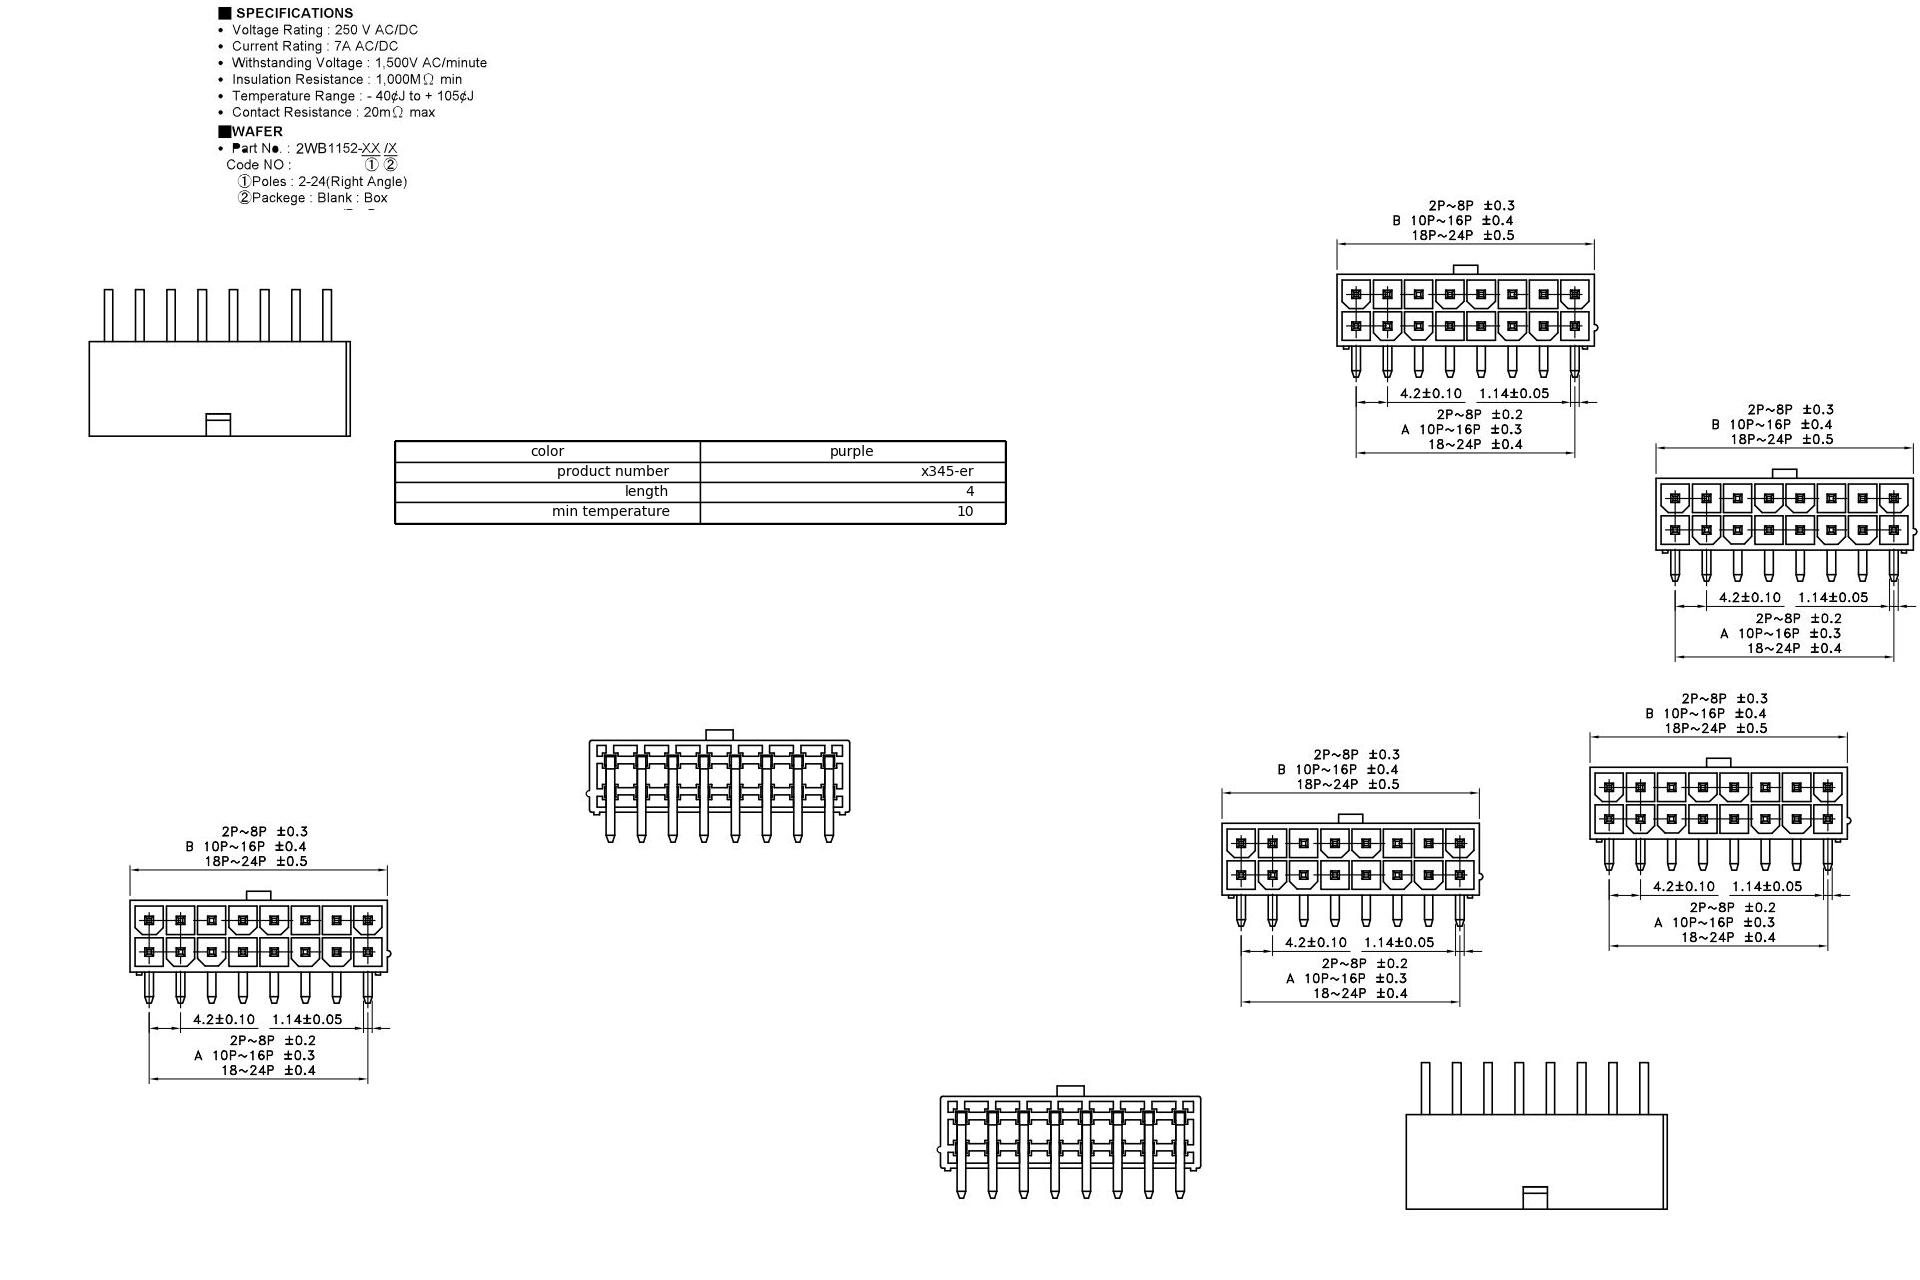 ■ SPECIFICATIONS
• Voltage Rating : 250 V AC/DC
• Current Rating : 7A AC/DC
• Withstanding Voltage : 1,500V AC/minute
• Insulation Resistance : 1,000MΩ min
• Temperature Range : - 40¢J to + 105¢J
• Contact Resistance : 20mΩ max
■WAFER
• Part No. : 2WB1152-XX /X
Code NO : ① ②
①Poles : 2-24(Right Angle)
②Packege : Blank : Box
2P~8P ±0.3
B 10P~16P ±0.4
18P~24P ±0.5
4.2±0.10 1.14±0.05
2P~8P ±0.2
A 10P~16P ±0.3
18~24P ±0.4
2P~8P ±0.3
B 10P~16P ±0.4
18P~24P ±0.5
4.2±0.10 1.14±0.05
2P~8P ±0.2
A 10P~16P ±0.3
18~24P ±0.4
color purple
product number x345-er
length 4
min temperature 10
2P~8P ±0.3
B 10P~16P ±0.4
18P~24P ±0.5
4.2±0.10 1.14±0.05
2P~8P ±0.2
A 10P~16P ±0.3
18~24P ±0.4
2P~8P ±0.3
B 10P~16P ±0.4
18P~24P ±0.5
4.2±0.10 1.14±0.05
2P~8P ±0.2
A 10P~16P ±0.3
18~24P ±0.4
2P~8P ±0.3
B 10P~16P ±0.4
18P~24P ±0.5
4.2±0.10 1.14±0.05
2P~8P ±0.2
A 10P~16P ±0.3
18~24P ±0.4